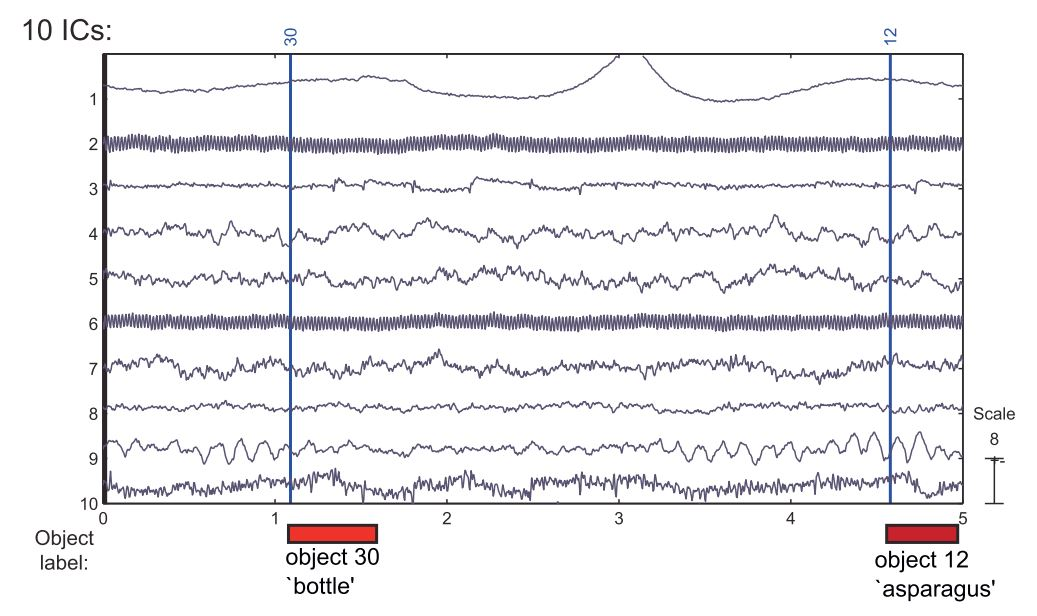 10 ICs:
30
12
1
2
3
4
5
6
7
8
9
10
Scale
8
0 1 2 3 4 5
Object
label:
object 30
`bottle'
object 12
`asparagus'